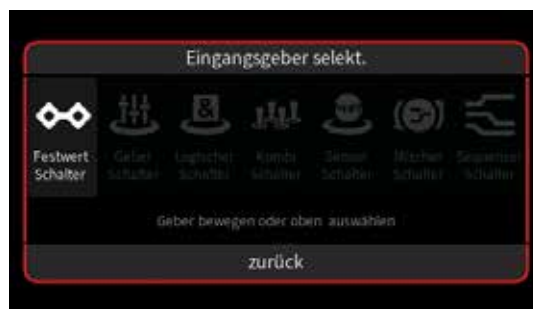 Eingangsgeber selekt.
Festwert Geber Logischer Kombi Sensor Mischer Sequenzer
Schalter Schalter Schalter Schalter Schalter Schalter Schalter
Geber bewegen oder oben auswählen
zurück